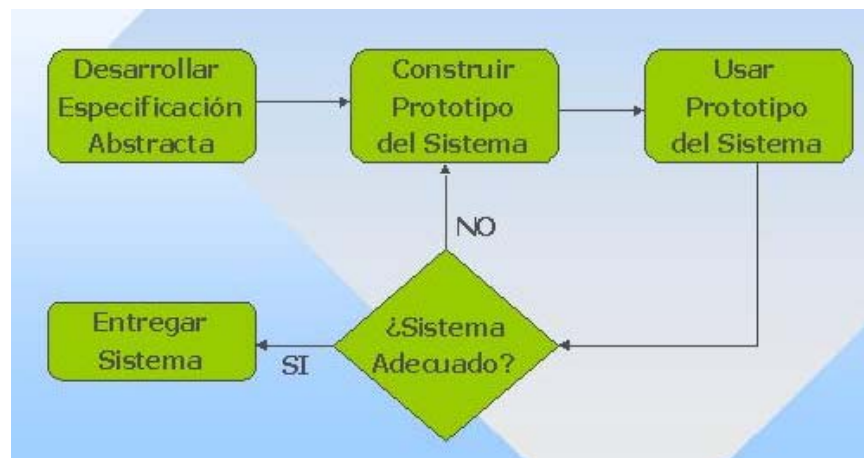 Desarrollar
Especificación
Abstracta
Construir
Prototipo
del Sistema
Usar
Prototipo
del Sistema
NO
¿Sistema
Adecuado?
SI
Entregar
Sistema